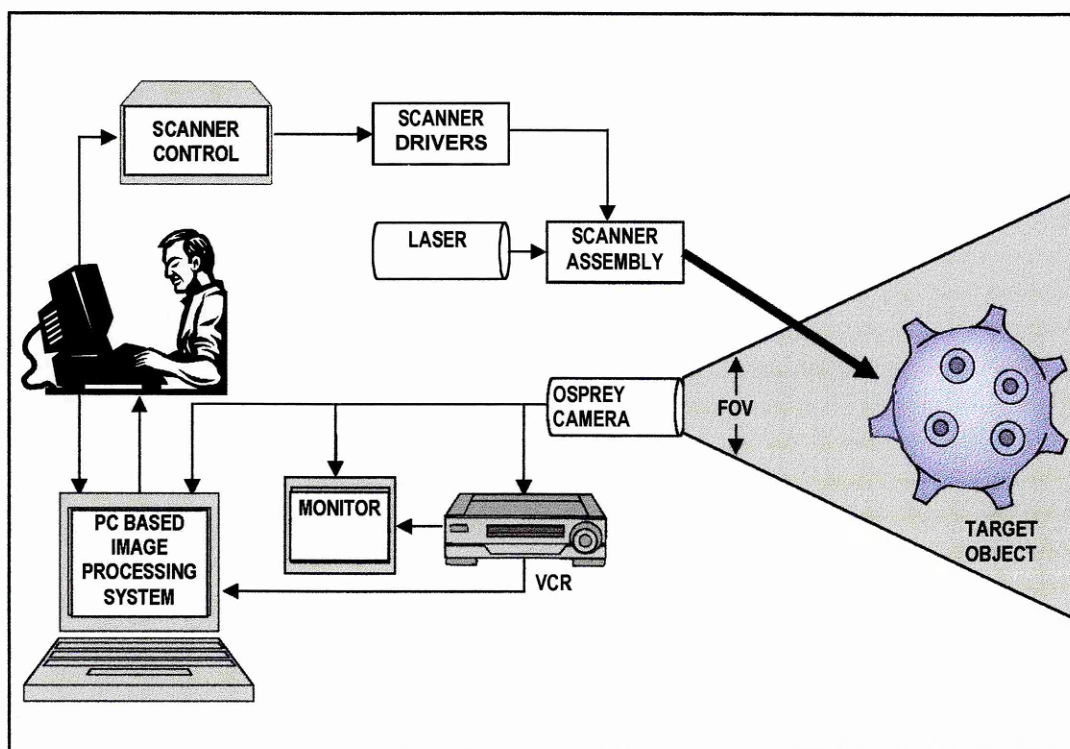 SCANNER
CONTROL
SCANNER
DRIVERS
LASER
SCANNER
ASSEMBLY
OSPREY
CAMERA
FOV
TARGET
OBJECT
MONITOR
VCR
PC BASED
IMAGE
PROCESSING
SYSTEM